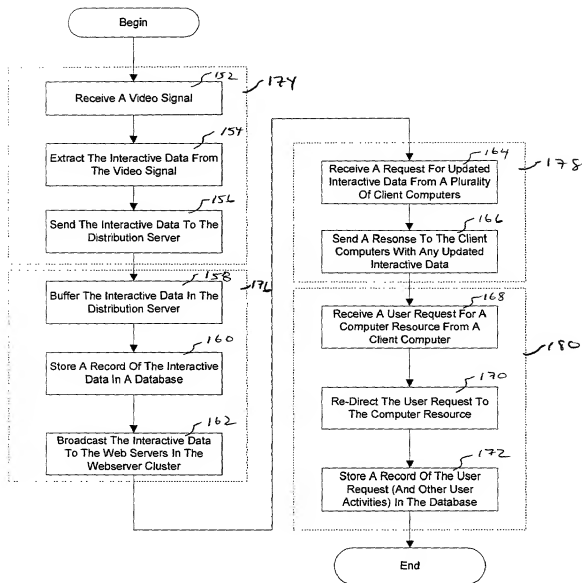 Begin
152
174
Receive A Video Signal
154
Extract The Interactive Data From
The Video Signal
156
Send The Interactive Data To The
Distribution Server
158
176
Buffer The Interactive Data In The
Distribution Server
160
Store A Record Of The Interactive
Data In A Database
162
Broadcast The Interactive Data
To The Web Servers In The
Webserver Cluster
164
178
Receive A Request For Updated
Interactive Data From A Plurality
Of Client Computers
166
Send A Resonse To The Client
Computers With Any Updated
Interactive Data
168
180
Receive A User Request For A
Computer Resource From A
Client Computer
170
Re-Direct The User Request To
The Computer Resource
172
Store A Record Of The User
Request (And Other User
Activities) In The Database
End